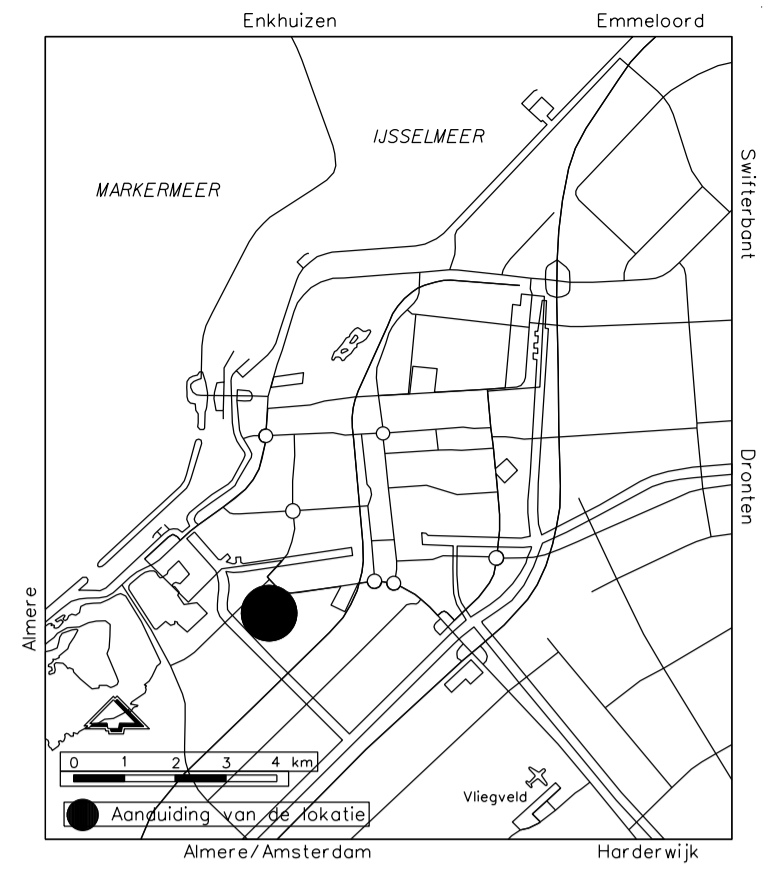 Enkhuizen
Emmeloord
IJSSELMEER
MARKERMEER
Swifterbant
Dronten
Almere
0 1 2 3 4 km
Vliegveld
Aanduiding van de lokatie
Almere/Amsterdam
Harderwijk